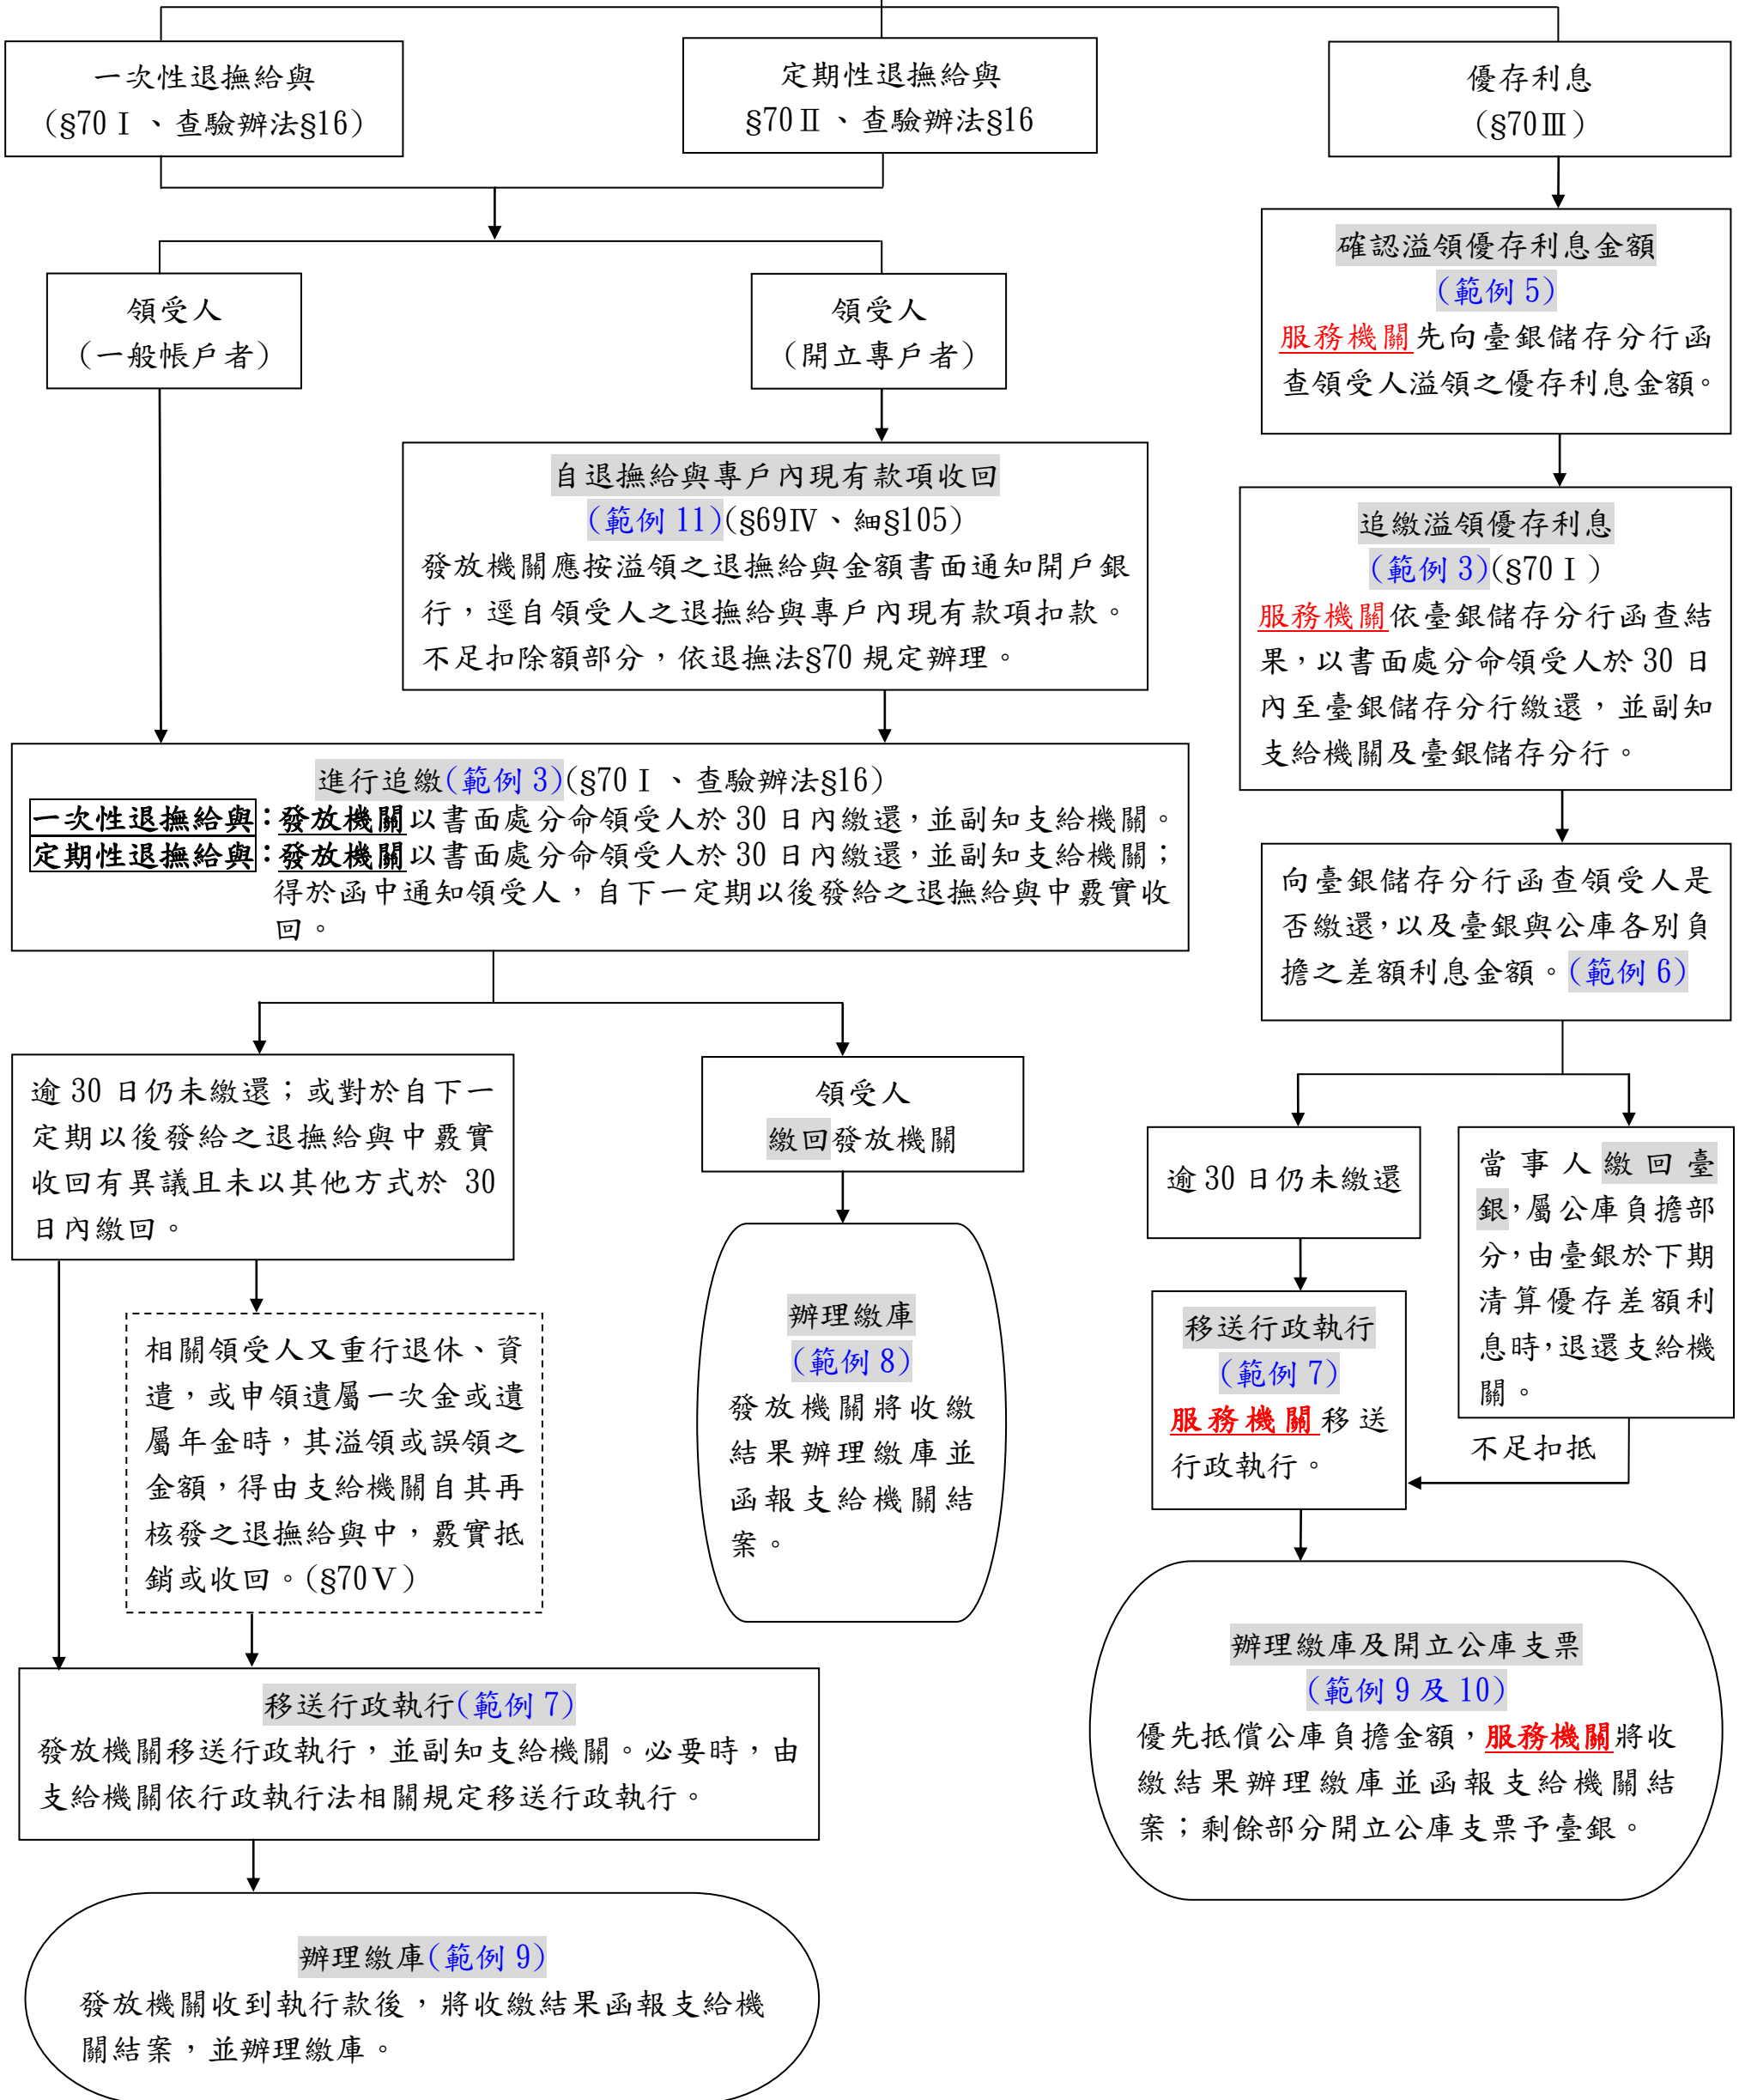 一次性退撫給與
(§70Ⅰ、查驗辦法§16)
定期性退撫給與
§70Ⅱ、查驗辦法§16
優存利息
(§70Ⅲ)
領受人
(一般帳戶者)
領受人
(開立專戶者)
自退撫給與專戶內現有款項收回
(範例 11)(§69Ⅳ、細§105)
發放機關應按溢領之退撫給與金額書面通知開戶銀
行，逕自領受人之退撫給與專戶內現有款項扣款。
不足扣除額部分，依退撫法§70 規定辦理。
進行追繳(範例 3)(§70Ⅰ、查驗辦法§16)
一次性退撫給與：發放機關以書面處分命領受人於 30 日內繳還，並副知支給機關。
定期性退撫給與：發放機關以書面處分命領受人於 30 日內繳還，並副知支給機關；
得於函中通知領受人，自下一定期以後發給之退撫給與中覈實收
回。
逾 30 日仍未繳還；或對於自下一
定期以後發給之退撫給與中覈實
收回有異議且未以其他方式於 30
日內繳回。
領受人
繳回發放機關
相關領受人又重行退休、資
遣，或申領遺屬一次金或遺
屬年金時，其溢領或誤領之
金額，得由支給機關自其再
核發之退撫給與中，覈實抵
銷或收回。(§70Ⅴ)
辦理繳庫
(範例 8)
發放機關將收繳
結果辦理繳庫並
函報支給機關結
案。
移送行政執行(範例 7)
發放機關移送行政執行，並副知支給機關。必要時，由
支給機關依行政執行法相關規定移送行政執行。
辦理繳庫(範例 9)
發放機關收到執行款後，將收繳結果函報支給機
關結案，並辦理繳庫。
確認溢領優存利息金額
(範例 5)
服務機關先向臺銀儲存分行函
查領受人溢領之優存利息金額。
追繳溢領優存利息
(範例 3)(§70Ⅰ)
服務機關依臺銀儲存分行函查結
果，以書面處分命領受人於 30 日
內至臺銀儲存分行繳還，並副知
支給機關及臺銀儲存分行。
向臺銀儲存分行函查領受人是
否繳還，以及臺銀與公庫各別負
擔之差額利息金額。(範例 6)
逾 30 日仍未繳還
當事人繳回臺
銀，屬公庫負擔部
分，由臺銀於下期
清算優存差額利
息時，退還支給機
關。
不足扣抵
移送行政執行
(範例 7)
服務機關移送
行政執行。
辦理繳庫及開立公庫支票
(範例 9 及 10)
優先抵償公庫負擔金額，服務機關將收
繳結果辦理繳庫並函報支給機關結
案；剩餘部分開立公庫支票予臺銀。